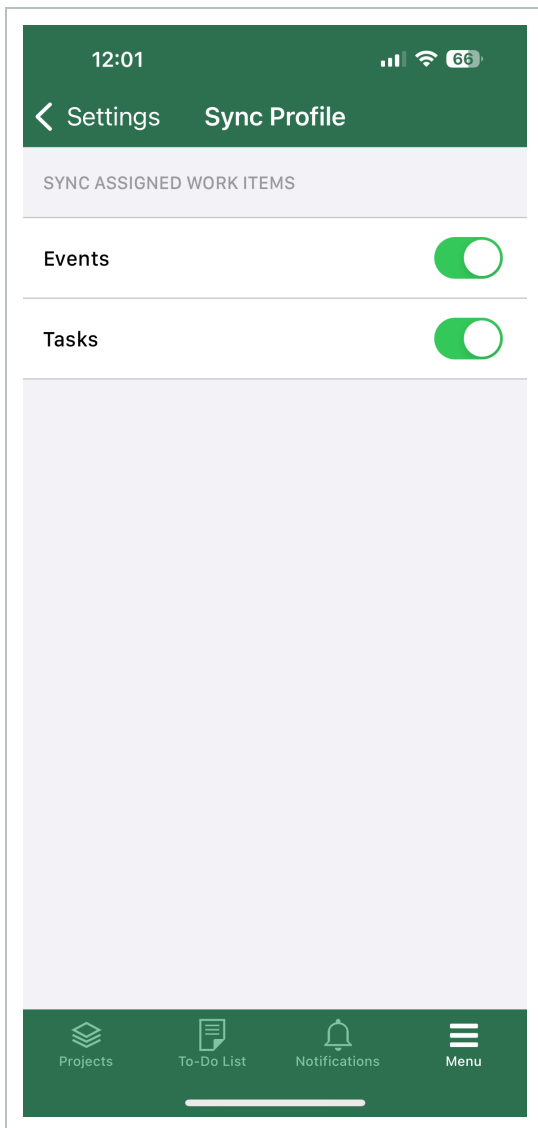 12:01 66
Settings Sync Profile
SYNC ASSIGNED WORK ITEMS
Events
Tasks
Projects To-Do List Notifications Menu